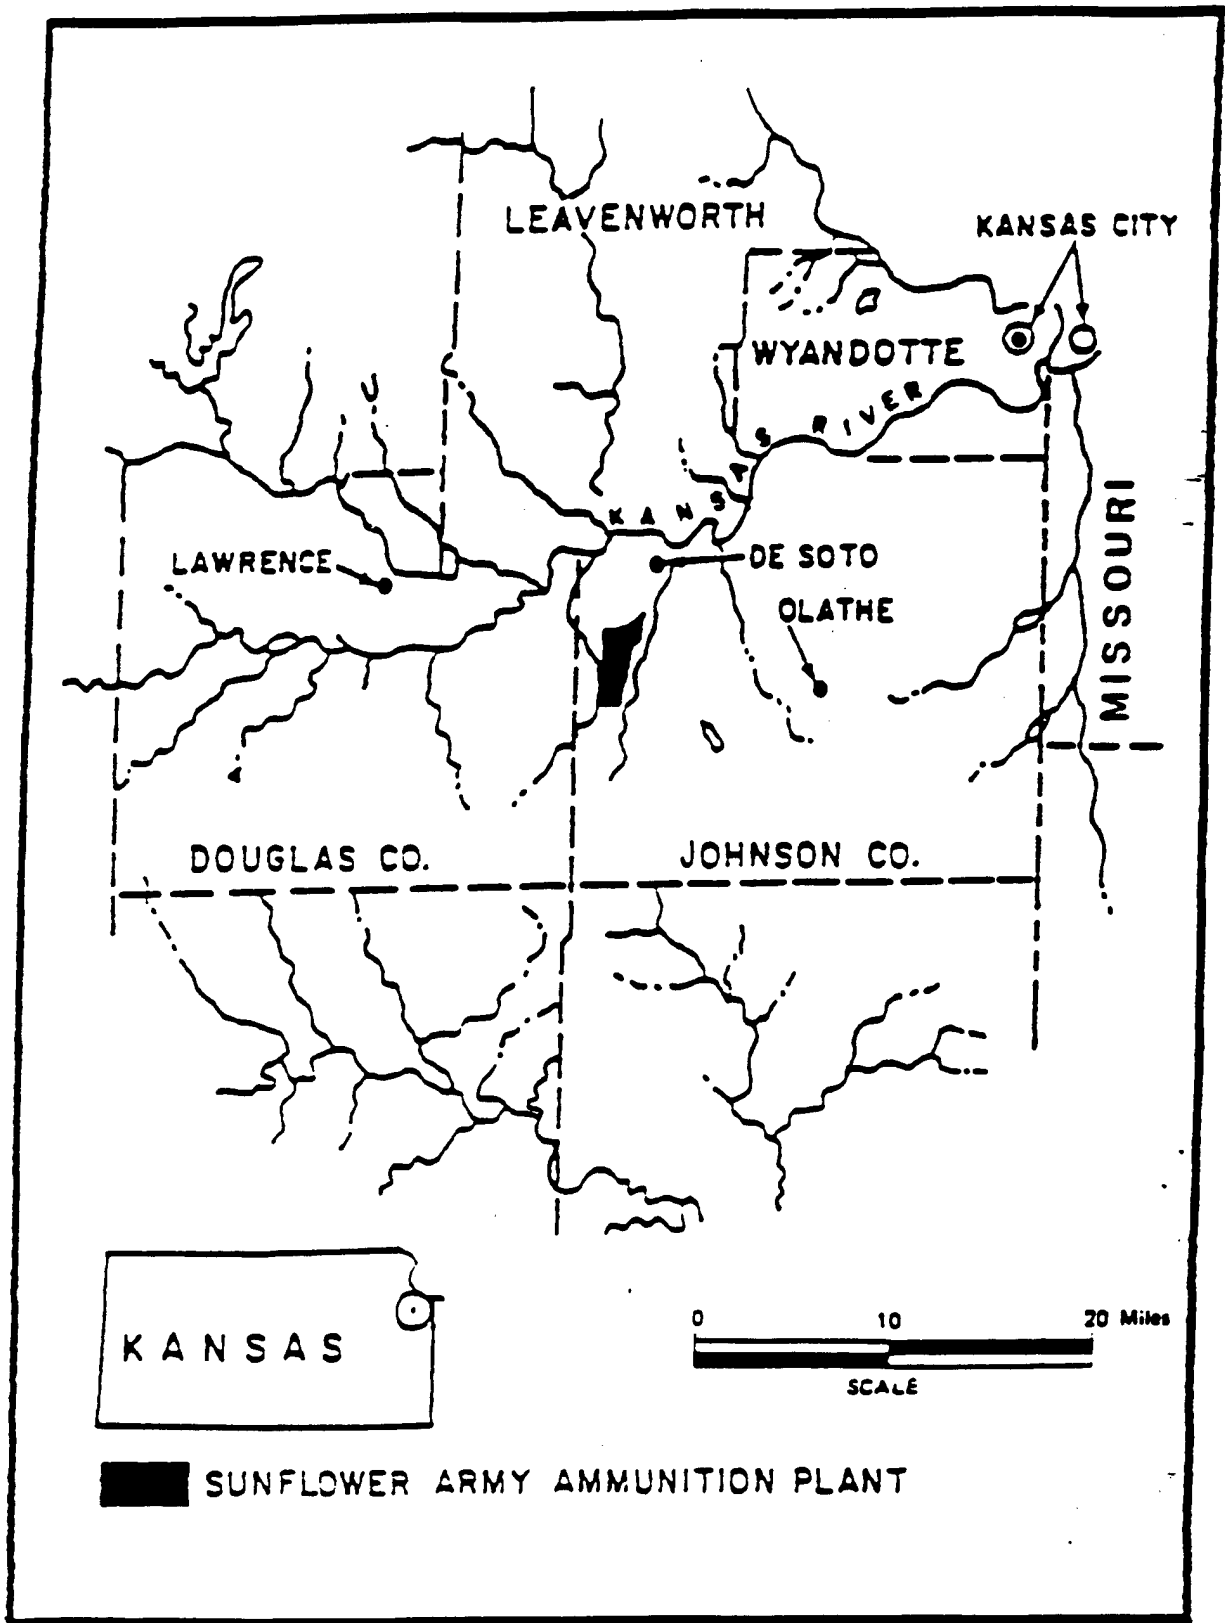 LEAVENWORTH
KANSAS CITY
WYANDOTTE
KANSAS RIVER
LAWRENCE
DE SOTO
OLATHE
MISSOURI
DOUGLAS CO.
JOHNSON CO.
KANSAS
0 10 20 Miles
SCALE
SUNFLOWER ARMY AMMUNITION PLANT